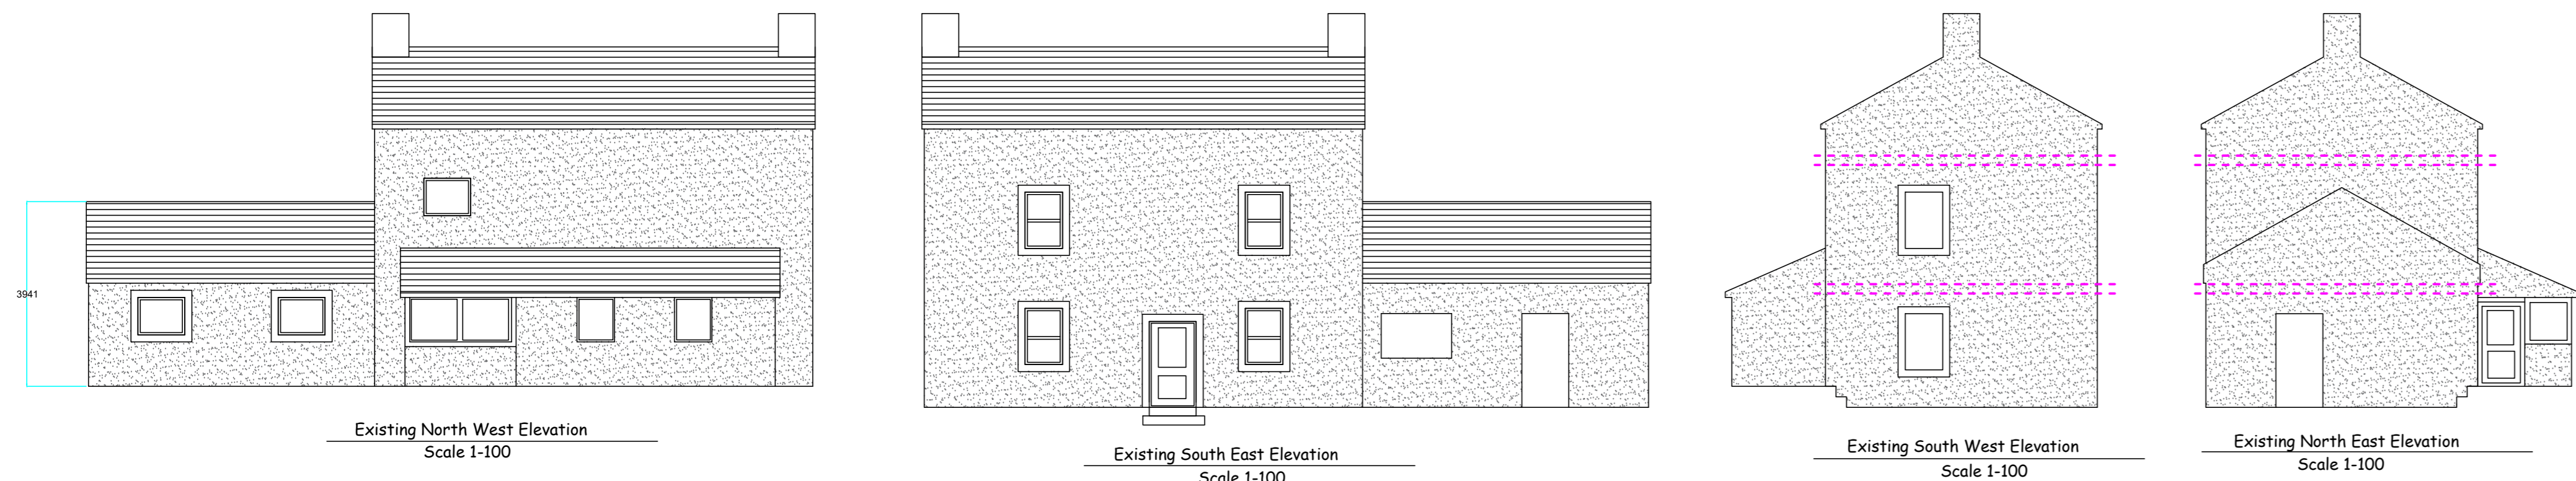 3941
Existing North West Elevation
Scale 1-100
Existing South East Elevation
Scale 1-100
Existing South West Elevation
Scale 1-100
Existing North East Elevation
Scale 1-100